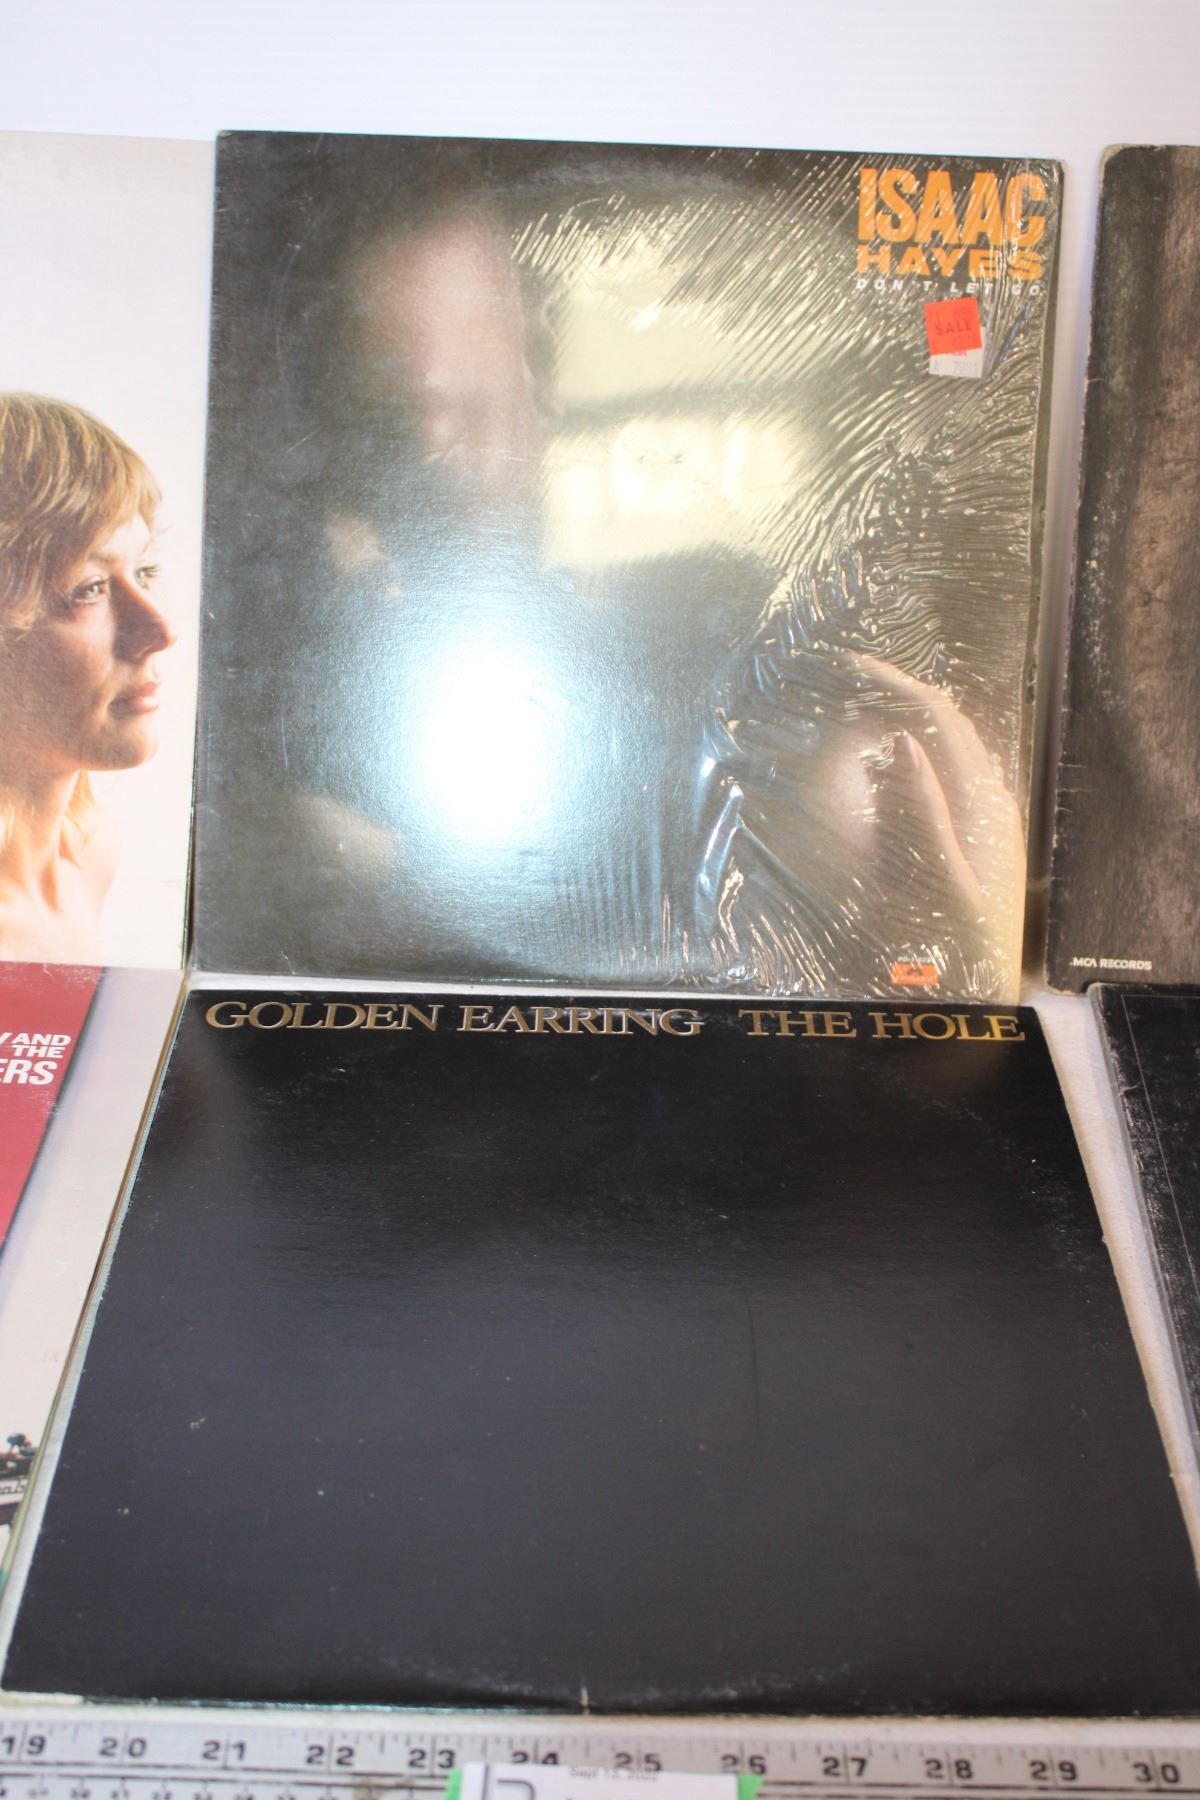 ISAAC
HAYES
DON'T LET GO
SALE
MCA RECORDS
GOLDEN EARRING THE HOLE
AND
THE
ERS
19 20 21 22 23 24 25 26 27 28 29 30